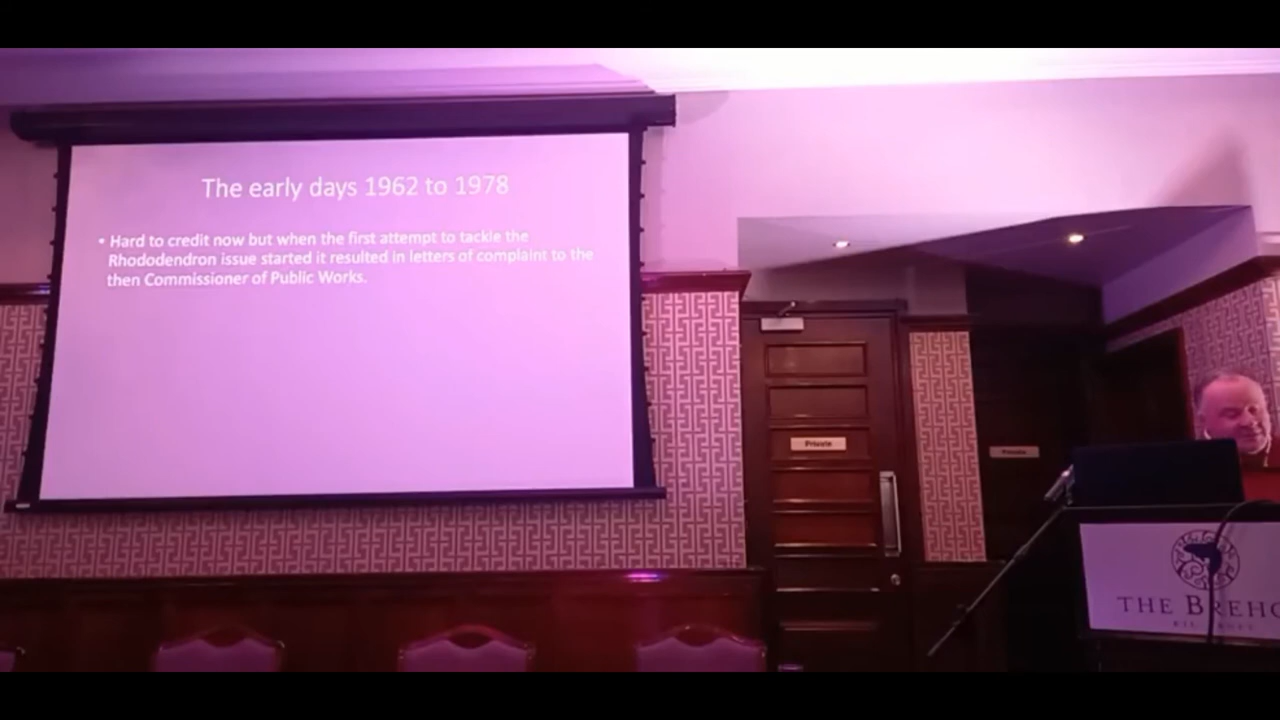 The early days 1962 to 1978
• Hard to credit now but when the first attempt to tackle the
Rhododendron issue started it resulted in letters of complaint to the
then Commissioner of Public Works.
Private
Private
THE BREHO